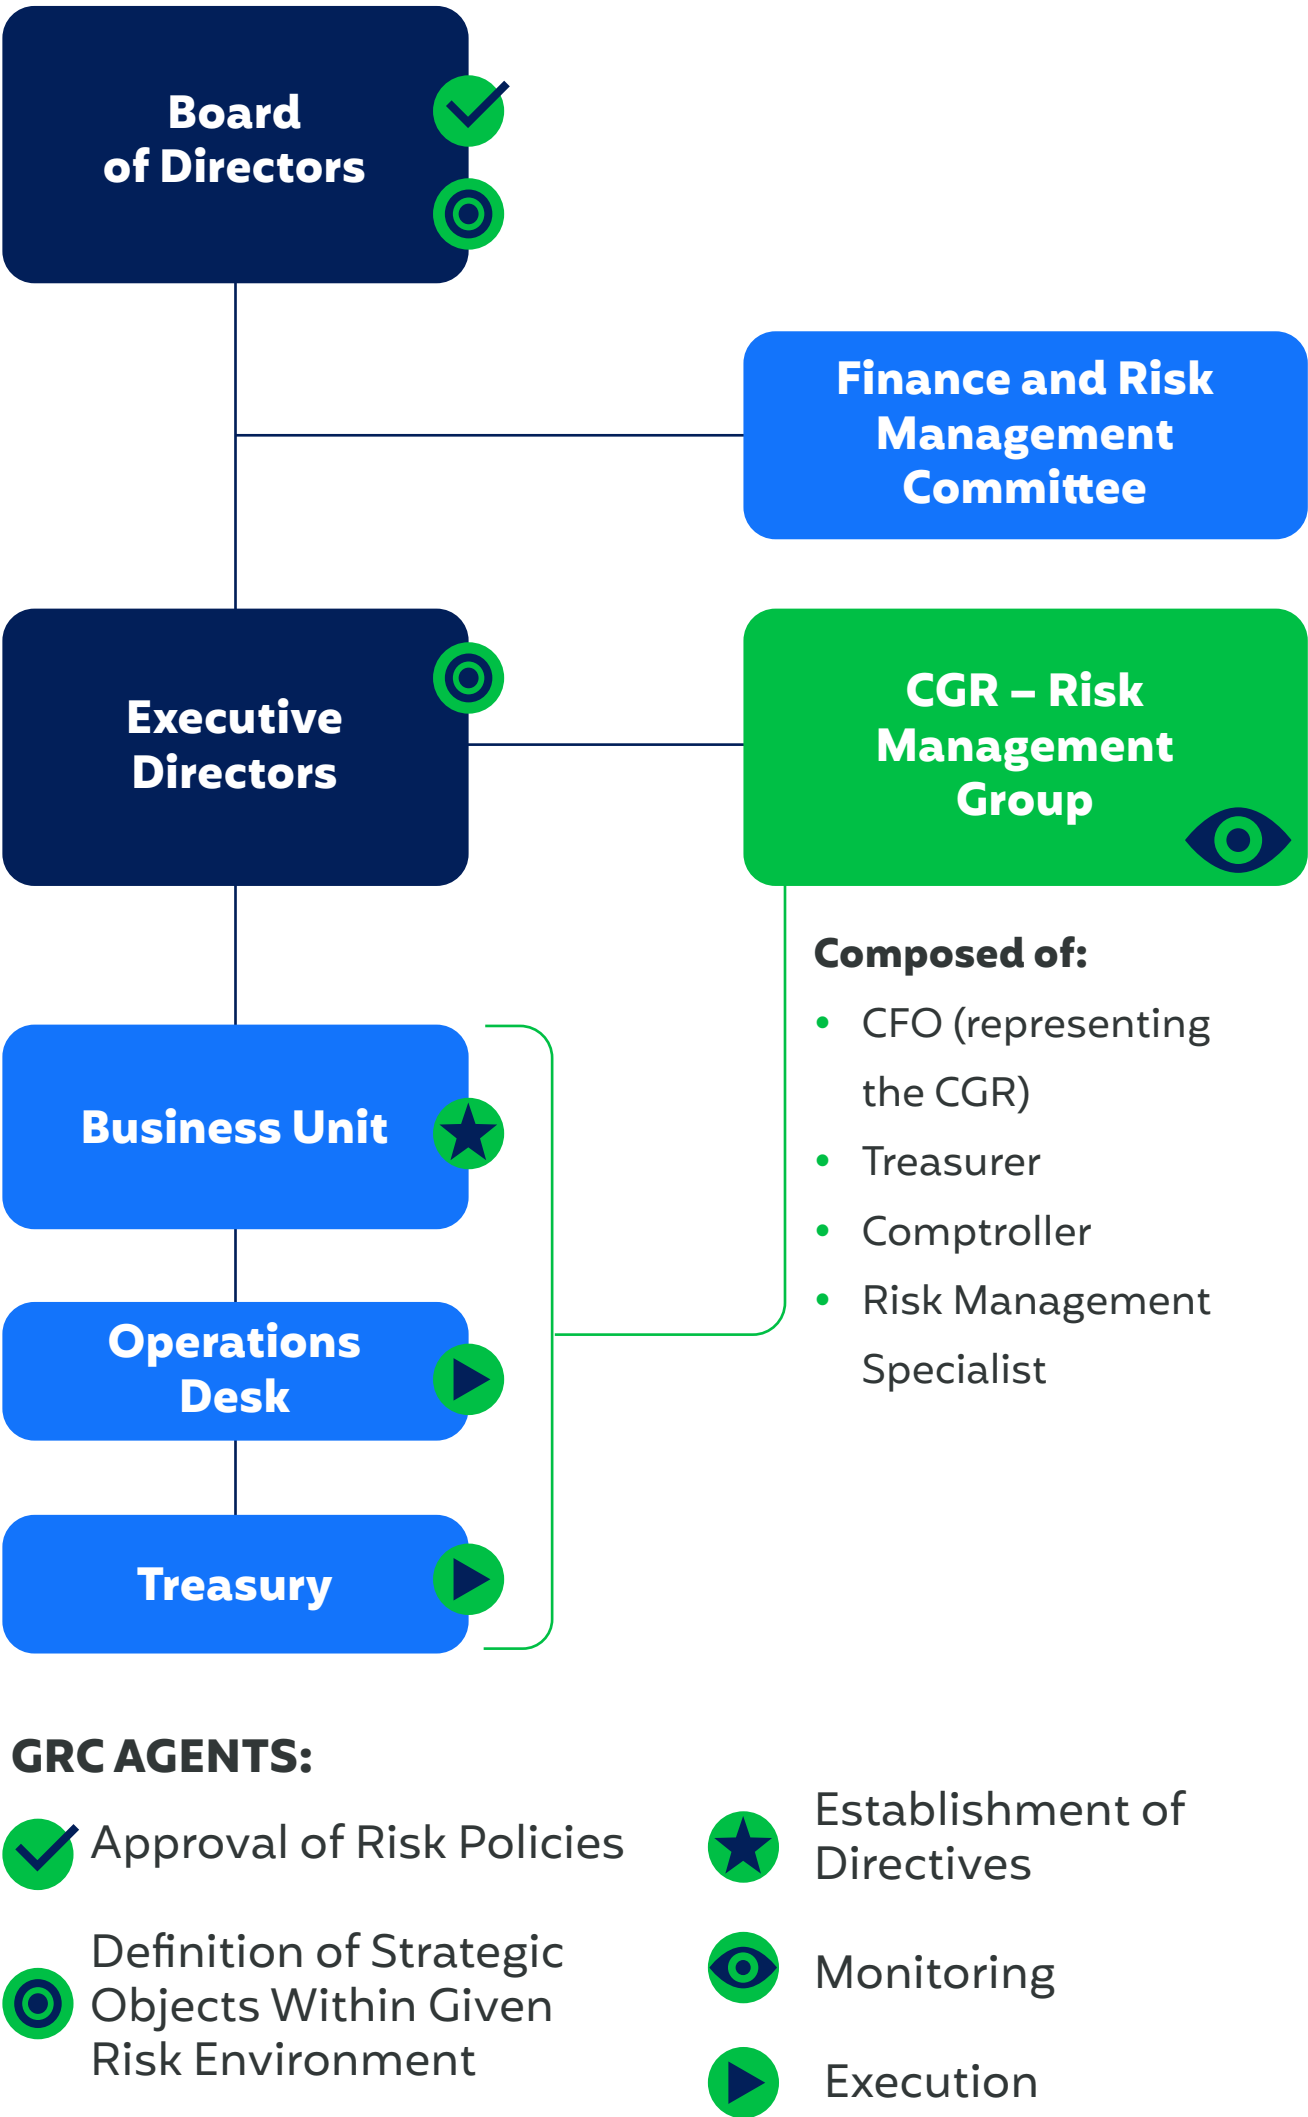 Board
of Directors
Finance and Risk
Management
Committee
Executive
Directors
CGR – Risk
Management
Group
Composed of:
• CFO (representing
the CGR)
• Treasurer
• Comptroller
• Risk Management
Specialist
Business Unit
Operations
Desk
Treasury
GRC AGENTS:
Approval of Risk Policies
Definition of Strategic
Objects Within Given
Risk Environment
Establishment of
Directives
Monitoring
Execution